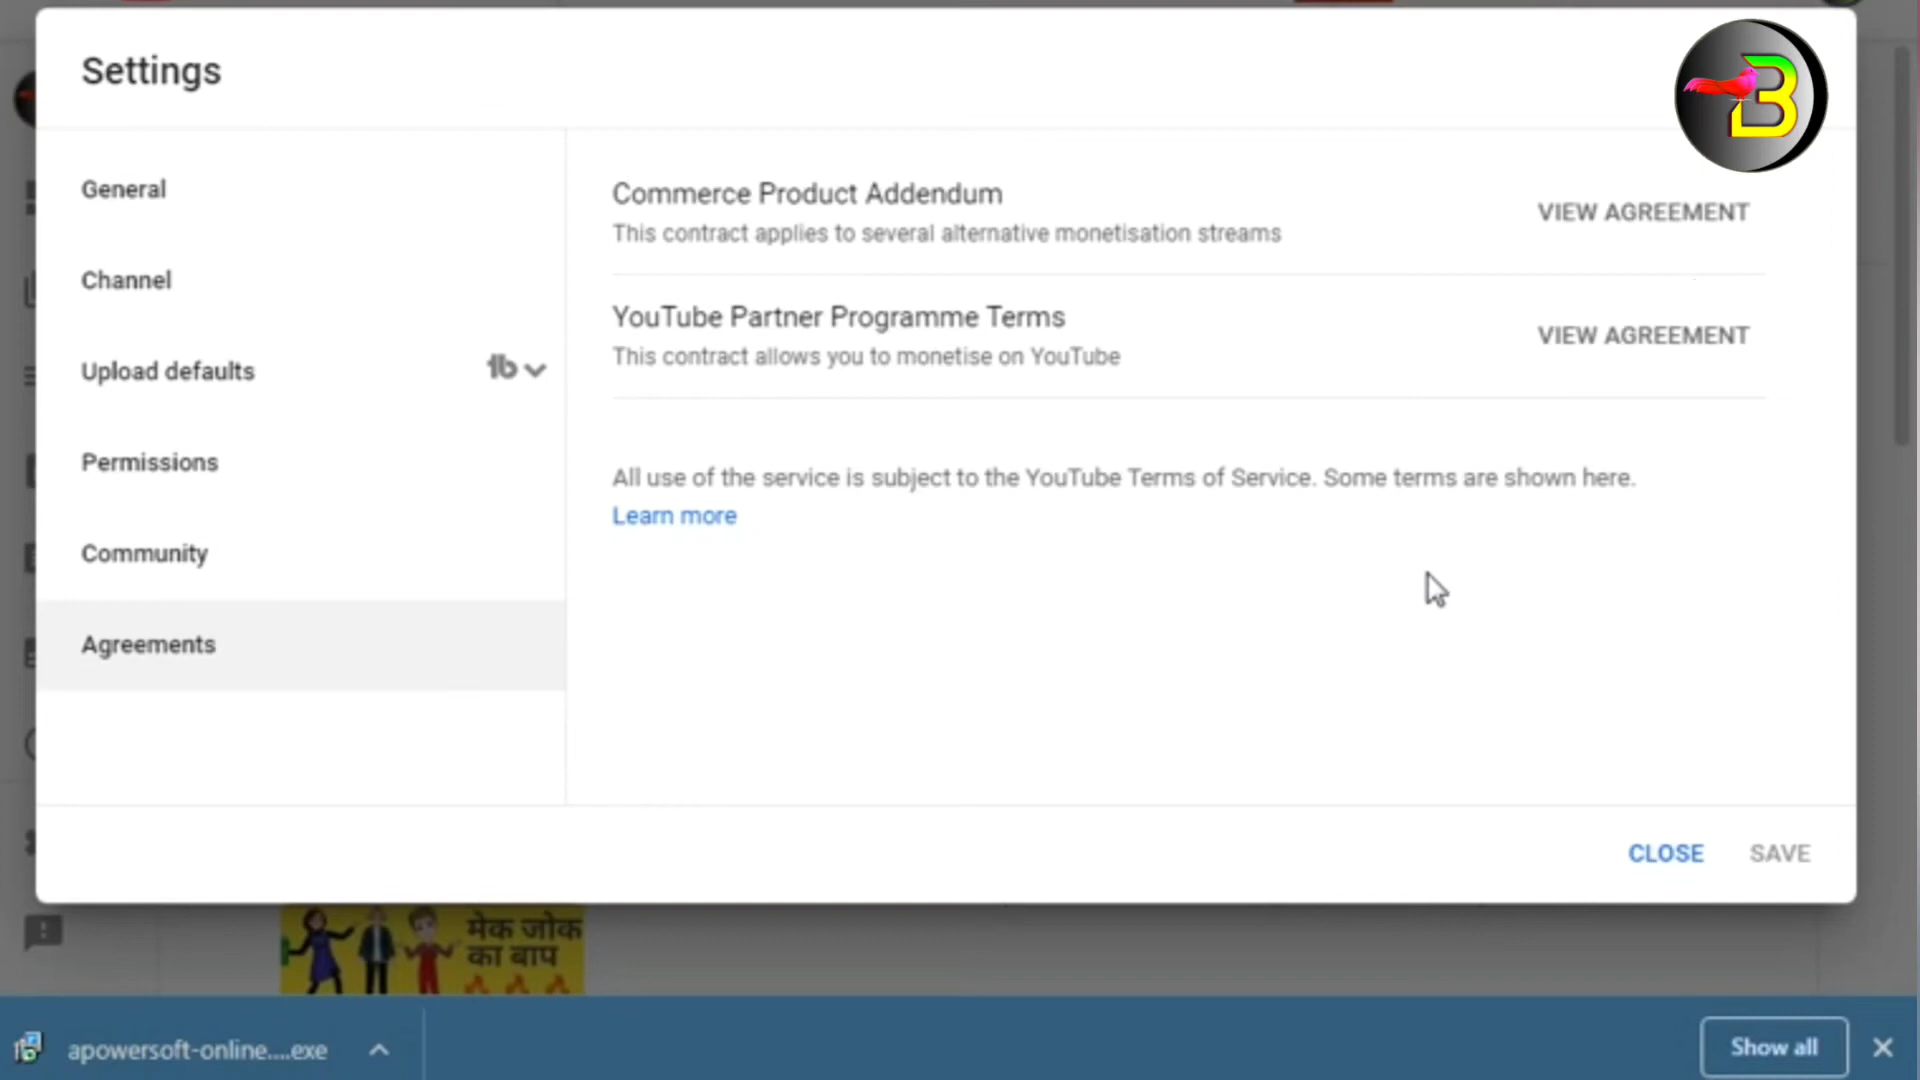 Settings
B
General
Channel
Upload defaults
Permissions
Community
Agreements
Commerce Product Addendum
This contract applies to several alternative monetisation streams
VIEW AGREEMENT
YouTube Partner Programme Terms
This contract allows you to monetise on YouTube
VIEW AGREEMENT
All use of the service is subject to the YouTube Terms of Service. Some terms are shown here.
Learn more
CLOSE
SAVE
मेक जोक
का बाप
apowersoft-online....exe
Show all